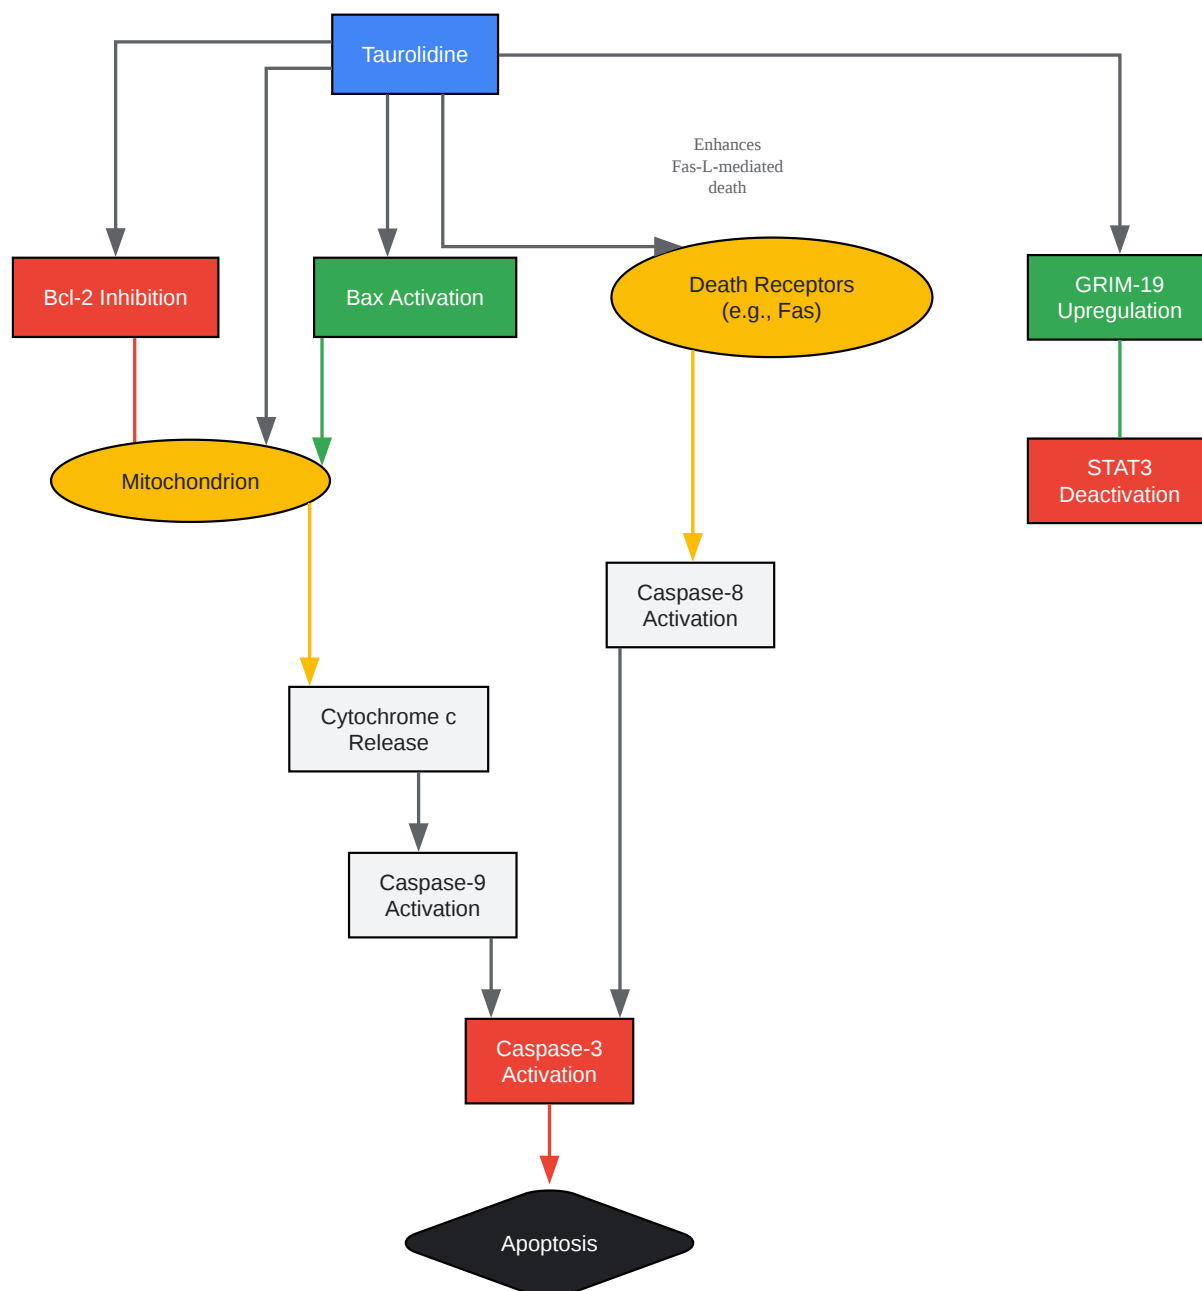 Taurolidine
Enhances
Fas-L-mediated
death
Bcl-2 Inhibition
Bax Activation
Death Receptors
(e.g., Fas)
GRIM-19
Upregulation
Mitochondrion
STAT3
Deactivation
Caspase-8
Activation
Cytochrome c
Release
Caspase-9
Activation
Caspase-3
Activation
Apoptosis